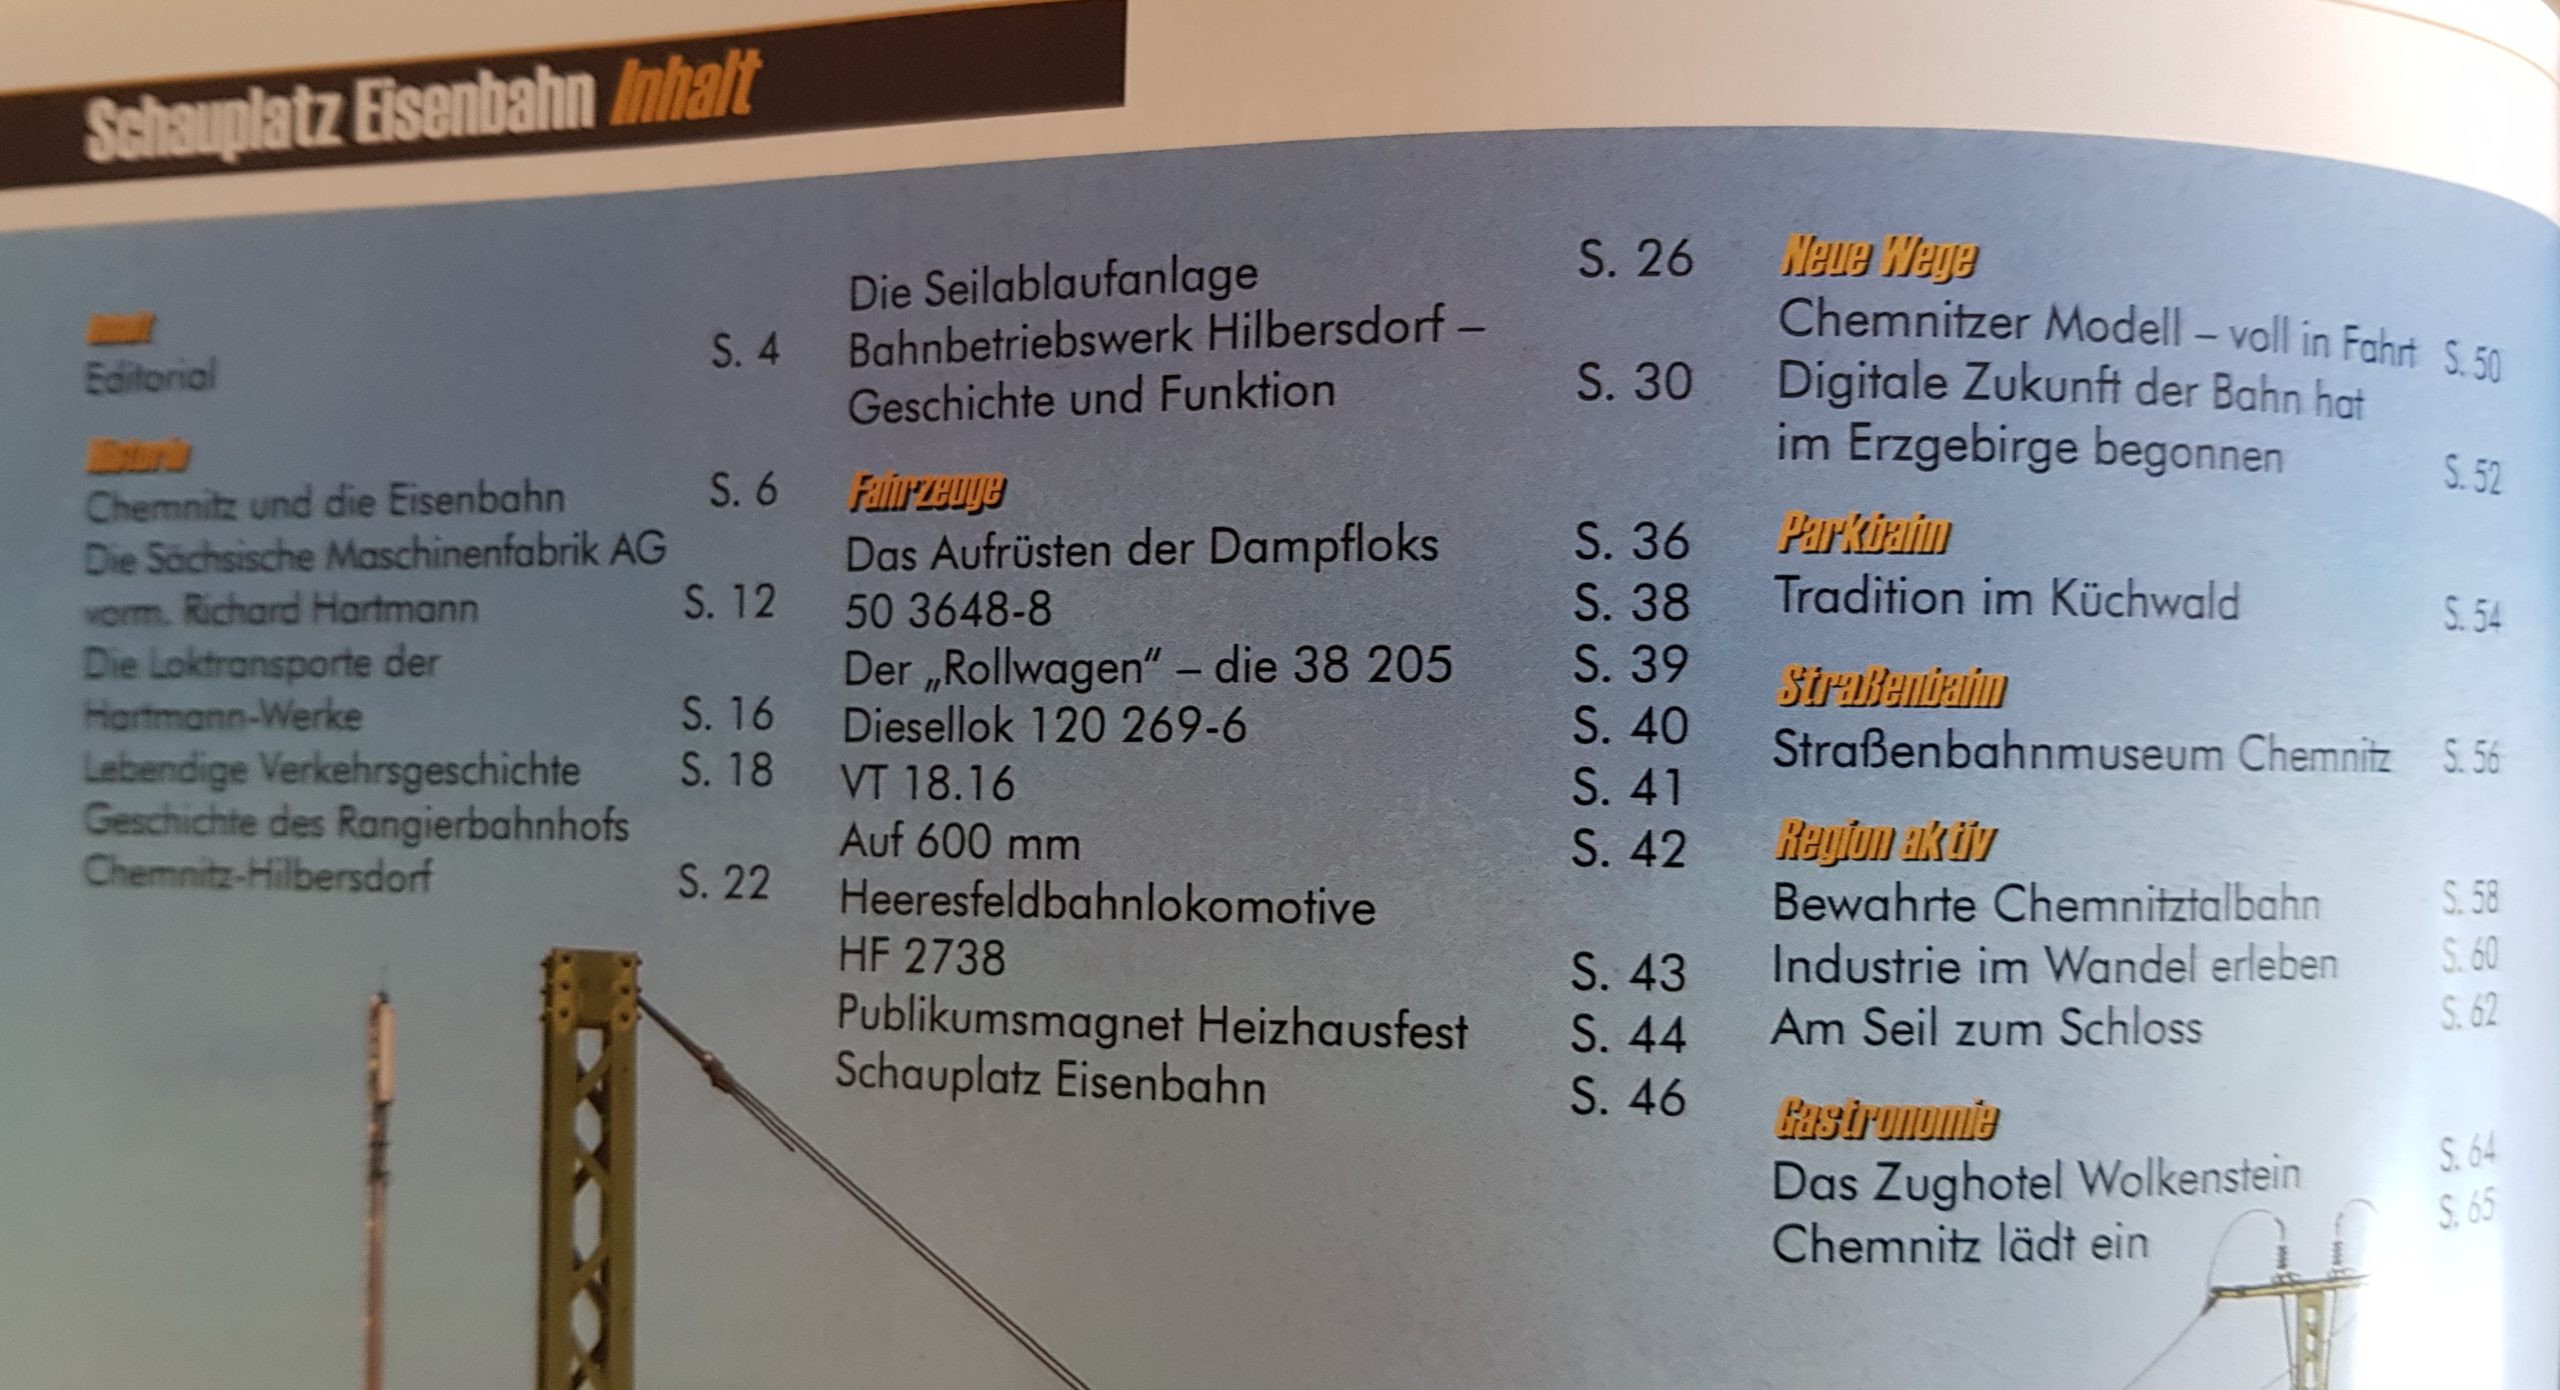 Schauplatz Eisenbahn Inhalt
Inhalt
Editorial S. 4
Historie
Chemnitz und die Eisenbahn S. 6
Die Sächsische Maschinenfabrik AG
vorm. Richard Hartmann S. 12
Die Loktransporte der
Hartmann-Werke S. 16
Lebendige Verkehrsgeschichte S. 18
Geschichte des Rangierbahnhofs
Chemnitz-Hilbersdorf S. 22
Die Seilablaufanlage S. 26
Bahnbetriebswerk Hilbersdorf –
Geschichte und Funktion S. 30
Fahrzeuge
Das Aufrüsten der Dampfloks S. 36
50 3648-8 S. 38
Der „Rollwagen“ – die 38 205 S. 39
Diesellok 120 269-6 S. 40
VT 18.16 S. 41
Auf 600 mm S. 42
Heeresfeldbahnlokomotive
HF 2738 S. 43
Publikumsmagnet Heizhausfest S. 44
Schauplatz Eisenbahn S. 46
Neue Wege
Chemnitzer Modell – voll in Fahrt S. 50
Digitale Zukunft der Bahn hat
im Erzgebirge begonnen S. 52
Parkbahn
Tradition im Küchwald S. 54
Straßenbahn
Straßenbahnmuseum Chemnitz S. 56
Region aktiv
Bewahrte Chemnitztalbahn S. 58
Industrie im Wandel erleben S. 60
Am Seil zum Schloss S. 62
Gastronomie
Das Zughotel Wolkenstein S. 64
Chemnitz lädt ein S. 65